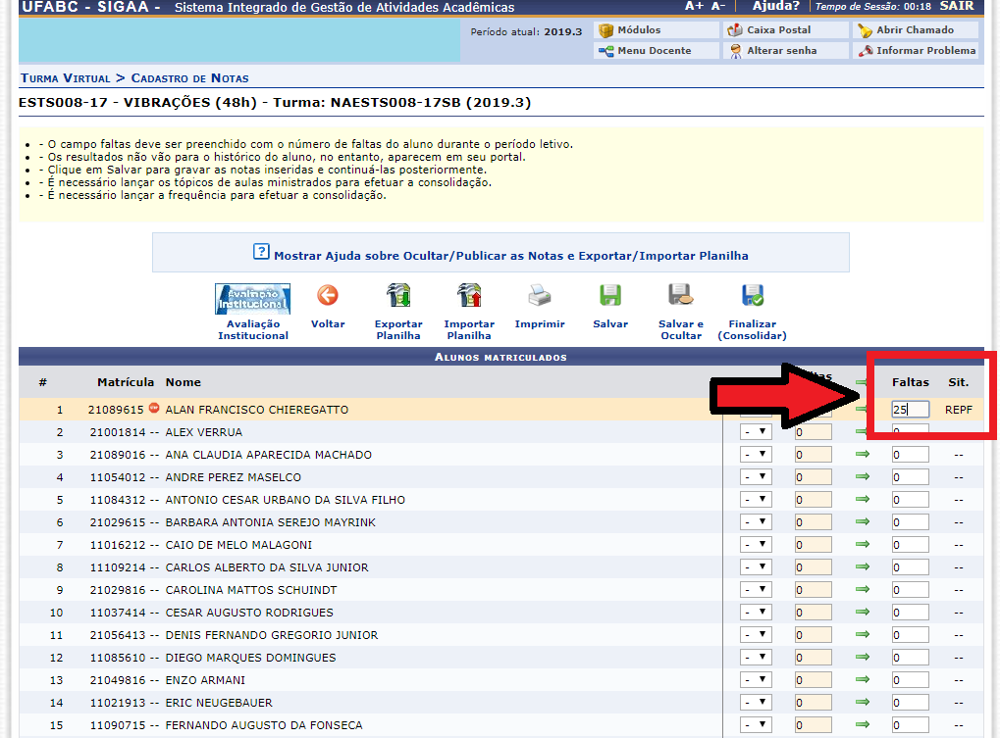 UFABC - SIGAA - Sistema Integrado de Gestão de Atividades Acadêmicas A+ A- | Ajuda? | Tempo de Sessão: 00:18 SAIR
Período atual: 2019.3 Módulos Caixa Postal Abrir Chamado
Menu Docente Alterar senha Informar Problema
Turma Virtual > Cadastro de Notas
ESTS008-17 - VIBRAÇÕES (48h) - Turma: NAESTS008-17SB (2019.3)
- O campo faltas deve ser preenchido com o número de faltas do aluno durante o período letivo.
- Os resultados não vão para o histórico do aluno, no entanto, aparecem em seu portal.
- Clique em Salvar para gravar as notas inseridas e continuá-las posteriormente.
- É necessário lançar os tópicos de aulas ministrados para efetuar a consolidação.
- É necessário lançar a frequência para efetuar a consolidação.
? Mostrar Ajuda sobre Ocultar/Publicar as Notas e Exportar/Importar Planilha
Avaliação
Institucional
Avaliação Institucional Voltar Exportar Planilha Importar Planilha Imprimir Salvar Salvar e Ocultar Finalizar (Consolidar)
Alunos matriculados
# Matrícula Nome Faltas Sit.
1 21089615 ALAN FRANCISCO CHIEREGATTO 25 REPF
2 21001814 -- ALEX VERRUA - 0 0
3 21089016 -- ANA CLAUDIA APARECIDA MACHADO - 0 0 --
4 11054012 -- ANDRE PEREZ MASELCO - 0 0 --
5 11084312 -- ANTONIO CESAR URBANO DA SILVA FILHO - 0 0 --
6 21029615 -- BARBARA ANTONIA SEREJO MAYRINK - 0 0 --
7 11016212 -- CAIO DE MELO MALAGONI - 0 0 --
8 11109214 -- CARLOS ALBERTO DA SILVA JUNIOR - 0 0 --
9 21029816 -- CAROLINA MATTOS SCHUINDT - 0 0 --
10 11037414 -- CESAR AUGUSTO RODRIGUES - 0 0 --
11 21056413 -- DENIS FERNANDO GREGORIO JUNIOR - 0 0 --
12 11085610 -- DIEGO MARQUES DOMINGUES - 0 0 --
13 21049816 -- ENZO ARMANI - 0 0 --
14 11021913 -- ERIC NEUGEBAUER - 0 0 --
15 11090715 -- FERNANDO AUGUSTO DA FONSECA - 0 0 --